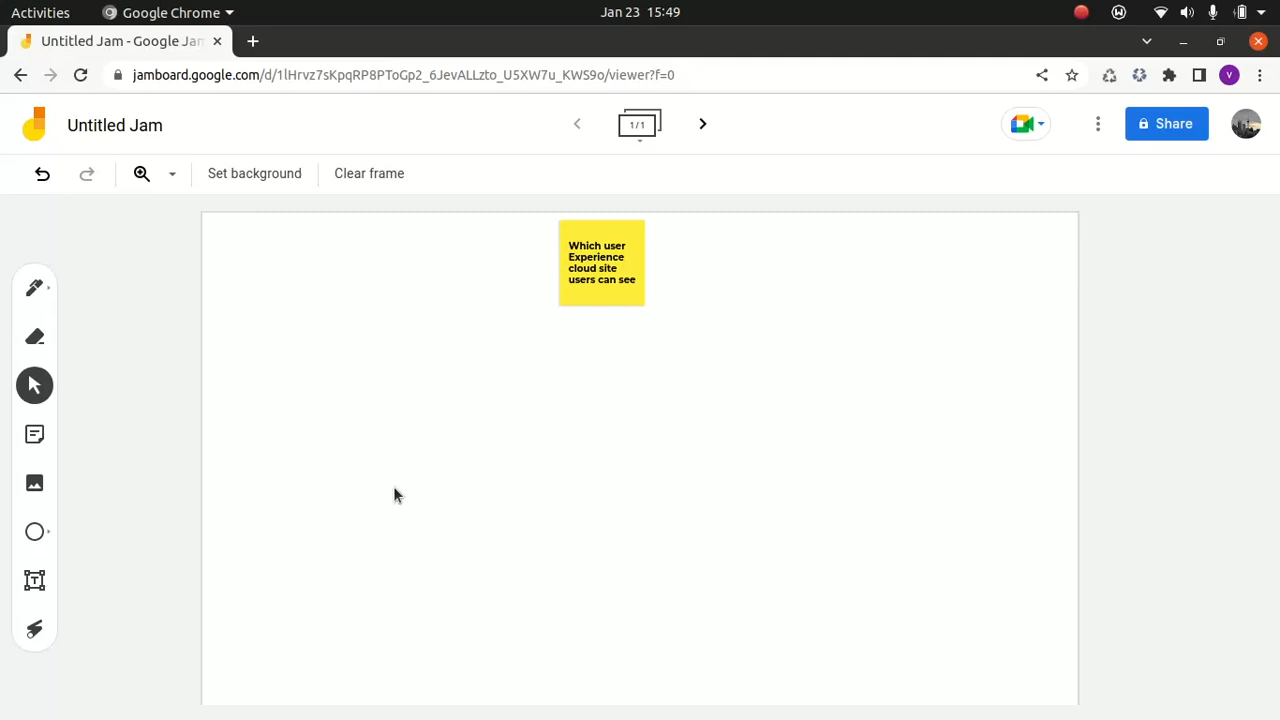 Activities
Google Chrome
Jan 23 15:49
Untitled Jam - Google Jam
jamboard.google.com/d/1lHrvz7sKpqRP8PToGp2_6JevALLzto_U5XW7u_KWS9o/viewer?f=0
V
Untitled Jam
1/1
Share
Set background
Clear frame
Which user
Experience
cloud site
users can see